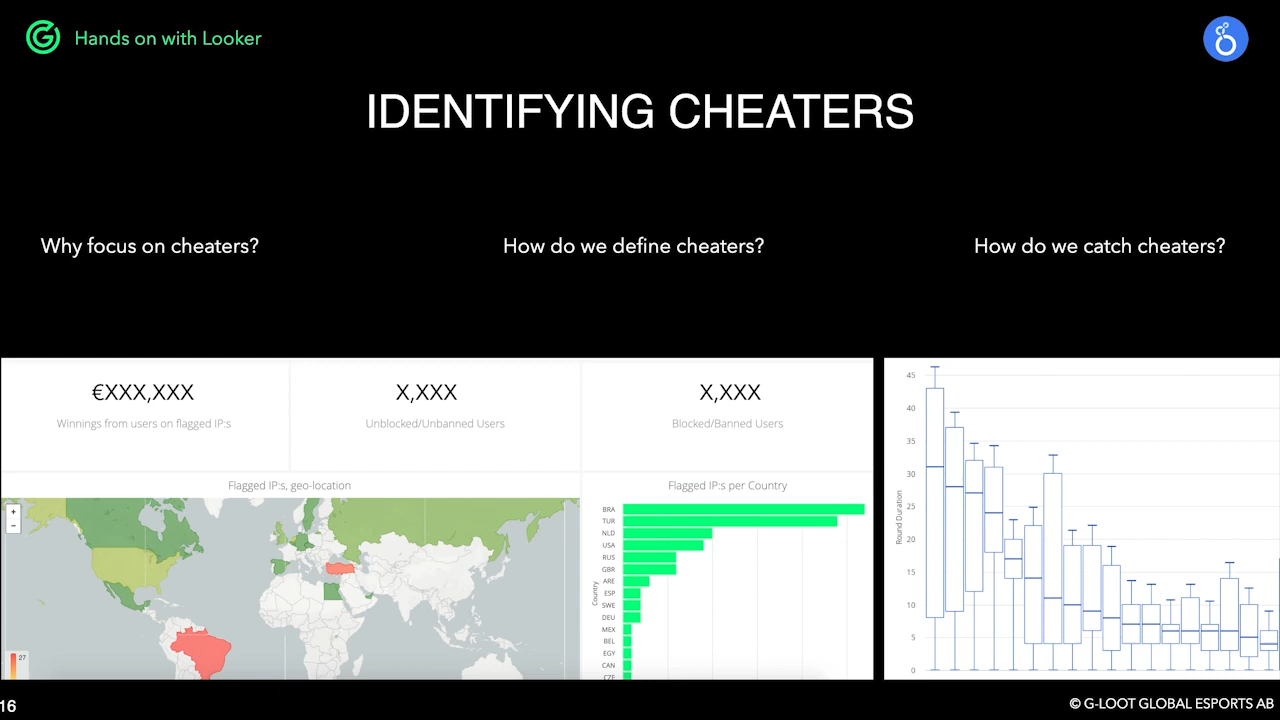 Hands on with Looker
IDENTIFYING CHEATERS
Why focus on cheaters?
How do we define cheaters?
How do we catch cheaters?
€XXX,XXX
Winnings from users on flagged IP:s
X,XXX
Unblocked/Unbanned Users
X,XXX
Blocked/Banned Users
Flagged IP:s, geo-location
+
−
27
Flagged IP:s per Country
Country
BRA
TUR
NLD
USA
RUS
GBR
ARE
ESP
SWE
DEU
MEX
BEL
EGY
CAN
CZE
Round Duration
45
40
35
30
25
20
15
10
5
0
16
© G-LOOT GLOBAL ESPORTS AB